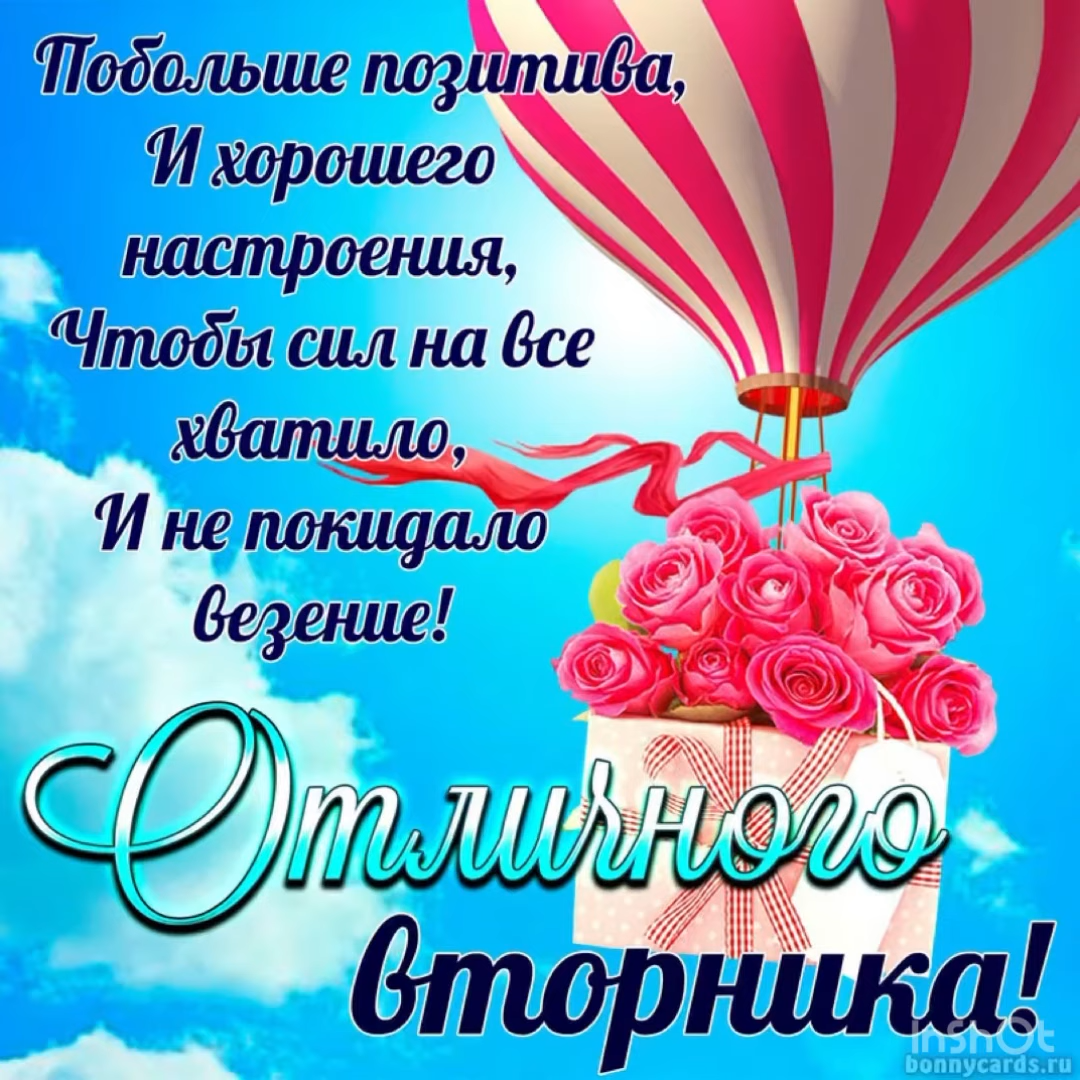 Побольше позитива,
И хорошего
настроения,
Чтобы сил на все
хватило,
И не покидало
везение!
Отличного
вторника!
InShOt
bonnycards.ru